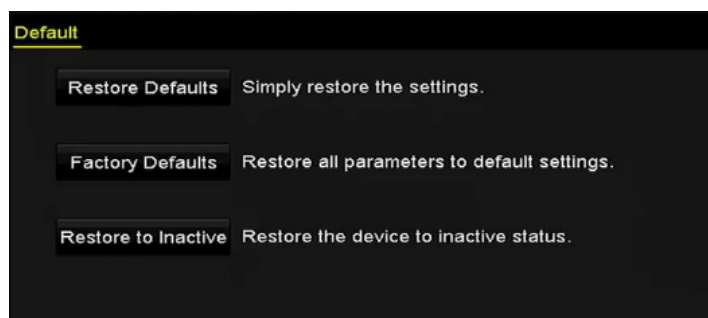 Default
Restore Defaults Simply restore the settings.
Factory Defaults Restore all parameters to default settings.
Restore to Inactive Restore the device to inactive status.